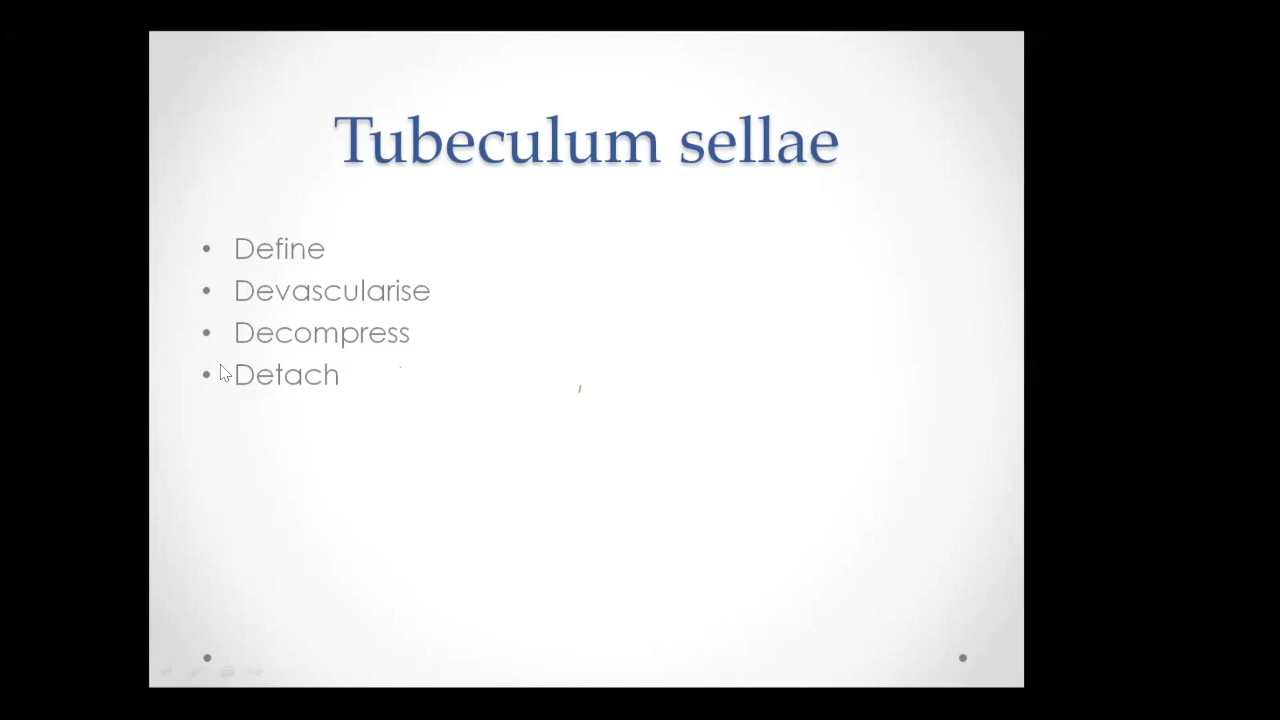 Tubeculum sellae
• Define
• Devascularise
• Decompress
• Detach